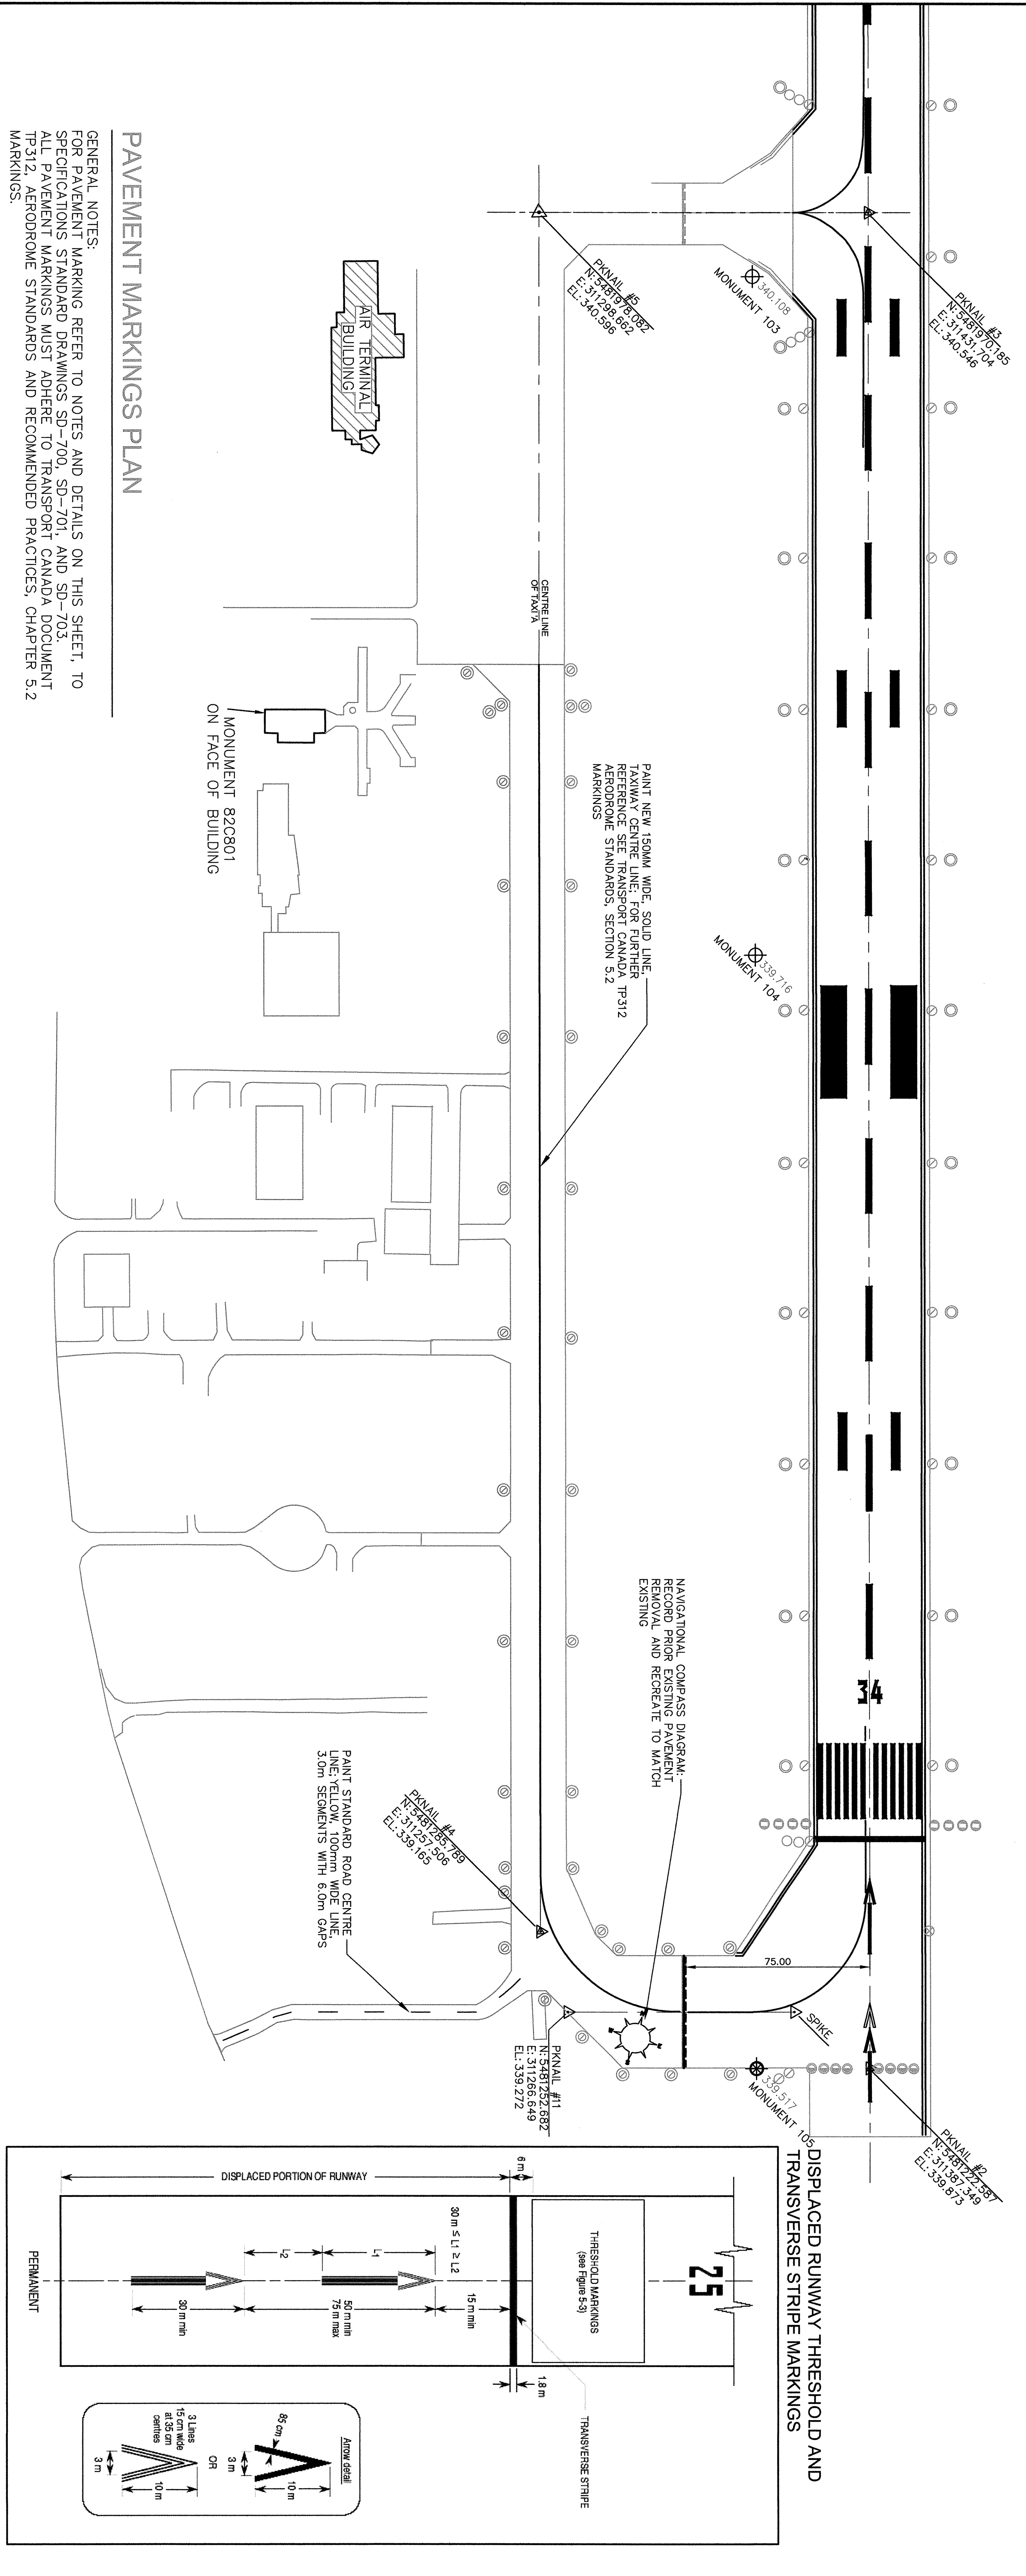 PAVEMENT MARKINGS PLAN
GENERAL NOTES:
FOR PAVEMENT MARKING REFER TO NOTES AND DETAILS ON THIS SHEET, TO
SPECIFICATIONS STANDARD DRAWINGS SD-700, SD-701, AND SD-703.
ALL PAVEMENT MARKINGS MUST ADHERE TO TRANSPORT CANADA DOCUMENT
TP312, AERODROME STANDARDS AND RECOMMENDED PRACTICES, CHAPTER 5.2
MARKINGS.
PKNAIL #3
N:5481970.185
E:311431.704
EL:340.546
340.108
MONUMENT 103
PKNAIL #5
N:5481978.082
E:311298.662
EL:340.596
AIR TERMINAL
BUILDING
CENTRE LINE
OF TAXI 'A'
MONUMENT 82C801
ON FACE OF BUILDING
PAINT NEW 150MM WIDE, SOLID LINE,
TAXIWAY CENTRE LINE; FOR FURTHER
REFERENCE SEE TRANSPORT CANADA TP312
AERODROME STANDARDS, SECTION 5.2
MARKINGS
339.716
MONUMENT 104
NAVIGATIONAL COMPASS DIAGRAM:
RECORD PRIOR EXISTING PAVEMENT
REMOVAL AND RECREATE TO MATCH
EXISTING
34
PAINT STANDARD ROAD CENTRE
LINE; YELLOW, 100mm WIDE LINE,
3.0m SEGMENTS WITH 6.0m GAPS
PKNAIL #4
N:5481285.789
E:311257.506
EL:339.165
75.00
SPIKE
PKNAIL #11
N:5481252.682
E:311266.649
EL:339.272
339.517
MONUMENT 105
PKNAIL #2
N:5481222.587
E:311387.349
EL:339.873
DISPLACED RUNWAY THRESHOLD AND
TRANSVERSE STRIPE MARKINGS
25
THRESHOLD MARKINGS
(see Figure 5-3)
6 m
DISPLACED PORTION OF RUNWAY
30 m ≤ L1 ≥ L2
L1
L2
15 m min
50 m min
75 m max
30 m min
1.8 m
TRANSVERSE STRIPE
PERMANENT
Arrow detail
85 cm
3 m
10 m
OR
3 Lines
15 cm wide
at 35 cm
centres
3 m
10 m